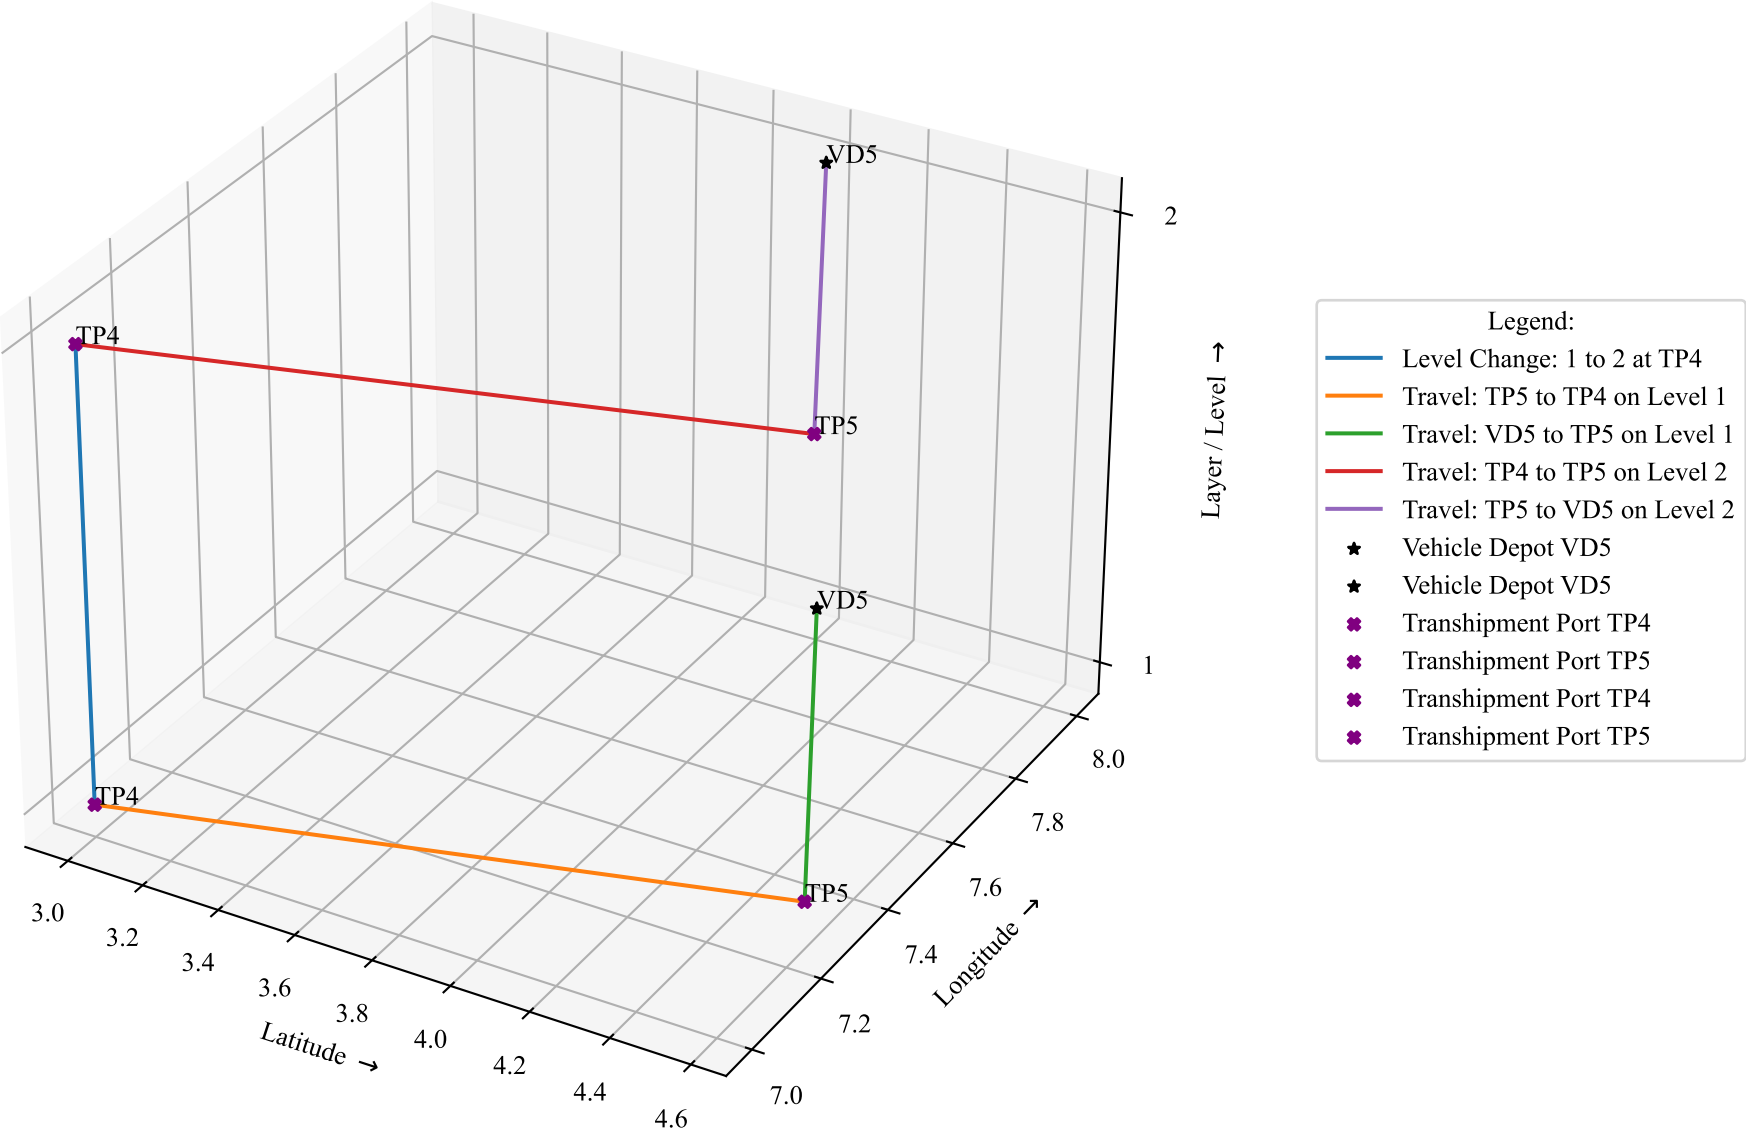 VD5
2
TP4
TP5
Layer / Level →
VD5
1
TP4
TP5
3.0
3.2
3.4
3.6
3.8
4.0
4.2
4.4
4.6
Latitude →
7.0
7.2
7.4
7.6
7.8
8.0
Longitude →
Legend:
Level Change: 1 to 2 at TP4
Travel: TP5 to TP4 on Level 1
Travel: VD5 to TP5 on Level 1
Travel: TP4 to TP5 on Level 2
Travel: TP5 to VD5 on Level 2
Vehicle Depot VD5
Vehicle Depot VD5
Transhipment Port TP4
Transhipment Port TP5
Transhipment Port TP4
Transhipment Port TP5